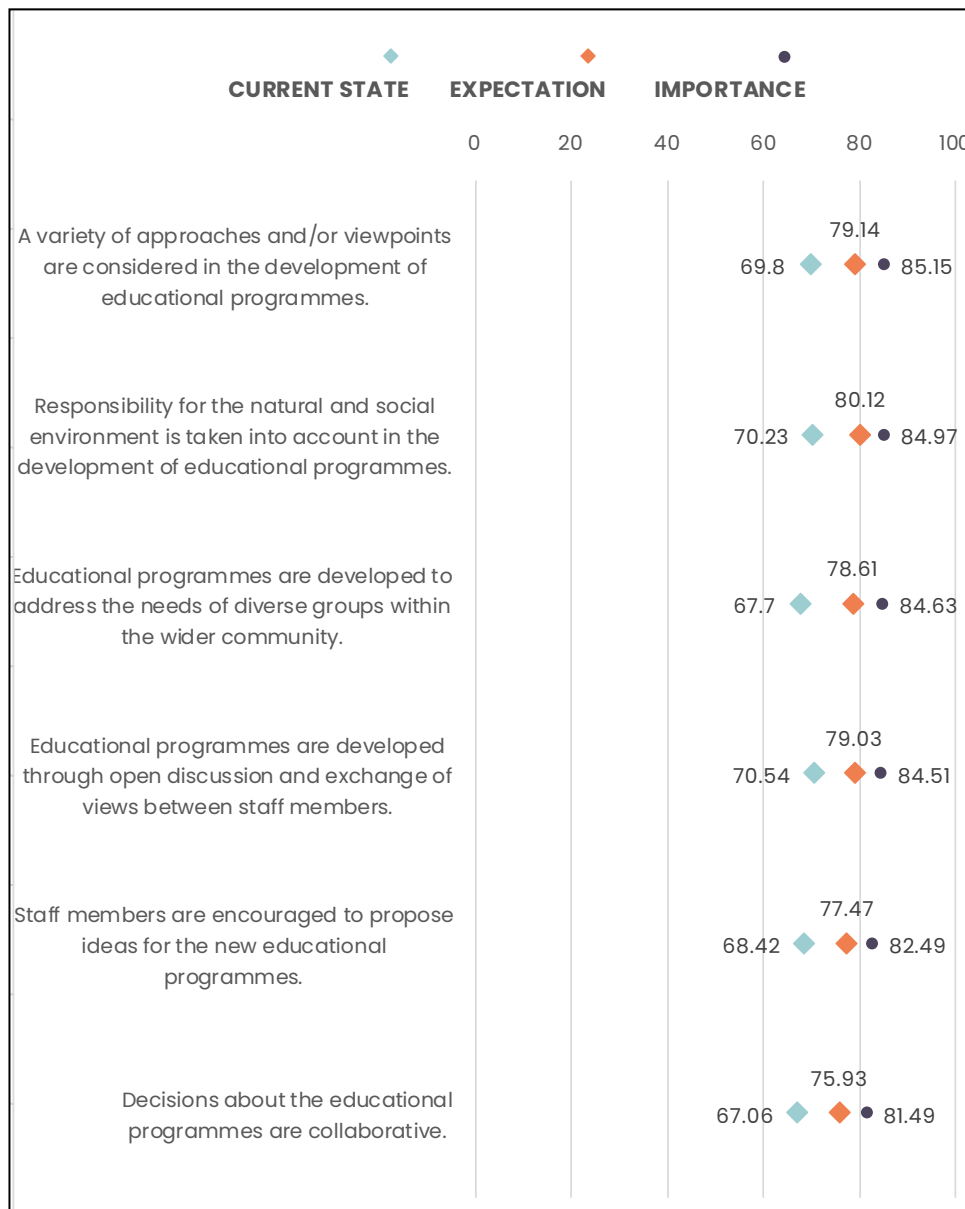 CURRENT STATE EXPECTATION IMPORTANCE
0 20 40 60 80 100
A variety of approaches and/or viewpoints
are considered in the development of
educational programmes.
79.14
69.8 85.15
Responsibility for the natural and social
environment is taken into account in the
development of educational programmes.
80.12
70.23 84.97
Educational programmes are developed to
address the needs of diverse groups within
the wider community.
78.61
67.7 84.63
Educational programmes are developed
through open discussion and exchange of
views between staff members.
79.03
70.54 84.51
Staff members are encouraged to propose
ideas for the new educational
programmes.
77.47
68.42 82.49
Decisions about the educational
programmes are collaborative.
75.93
67.06 81.49